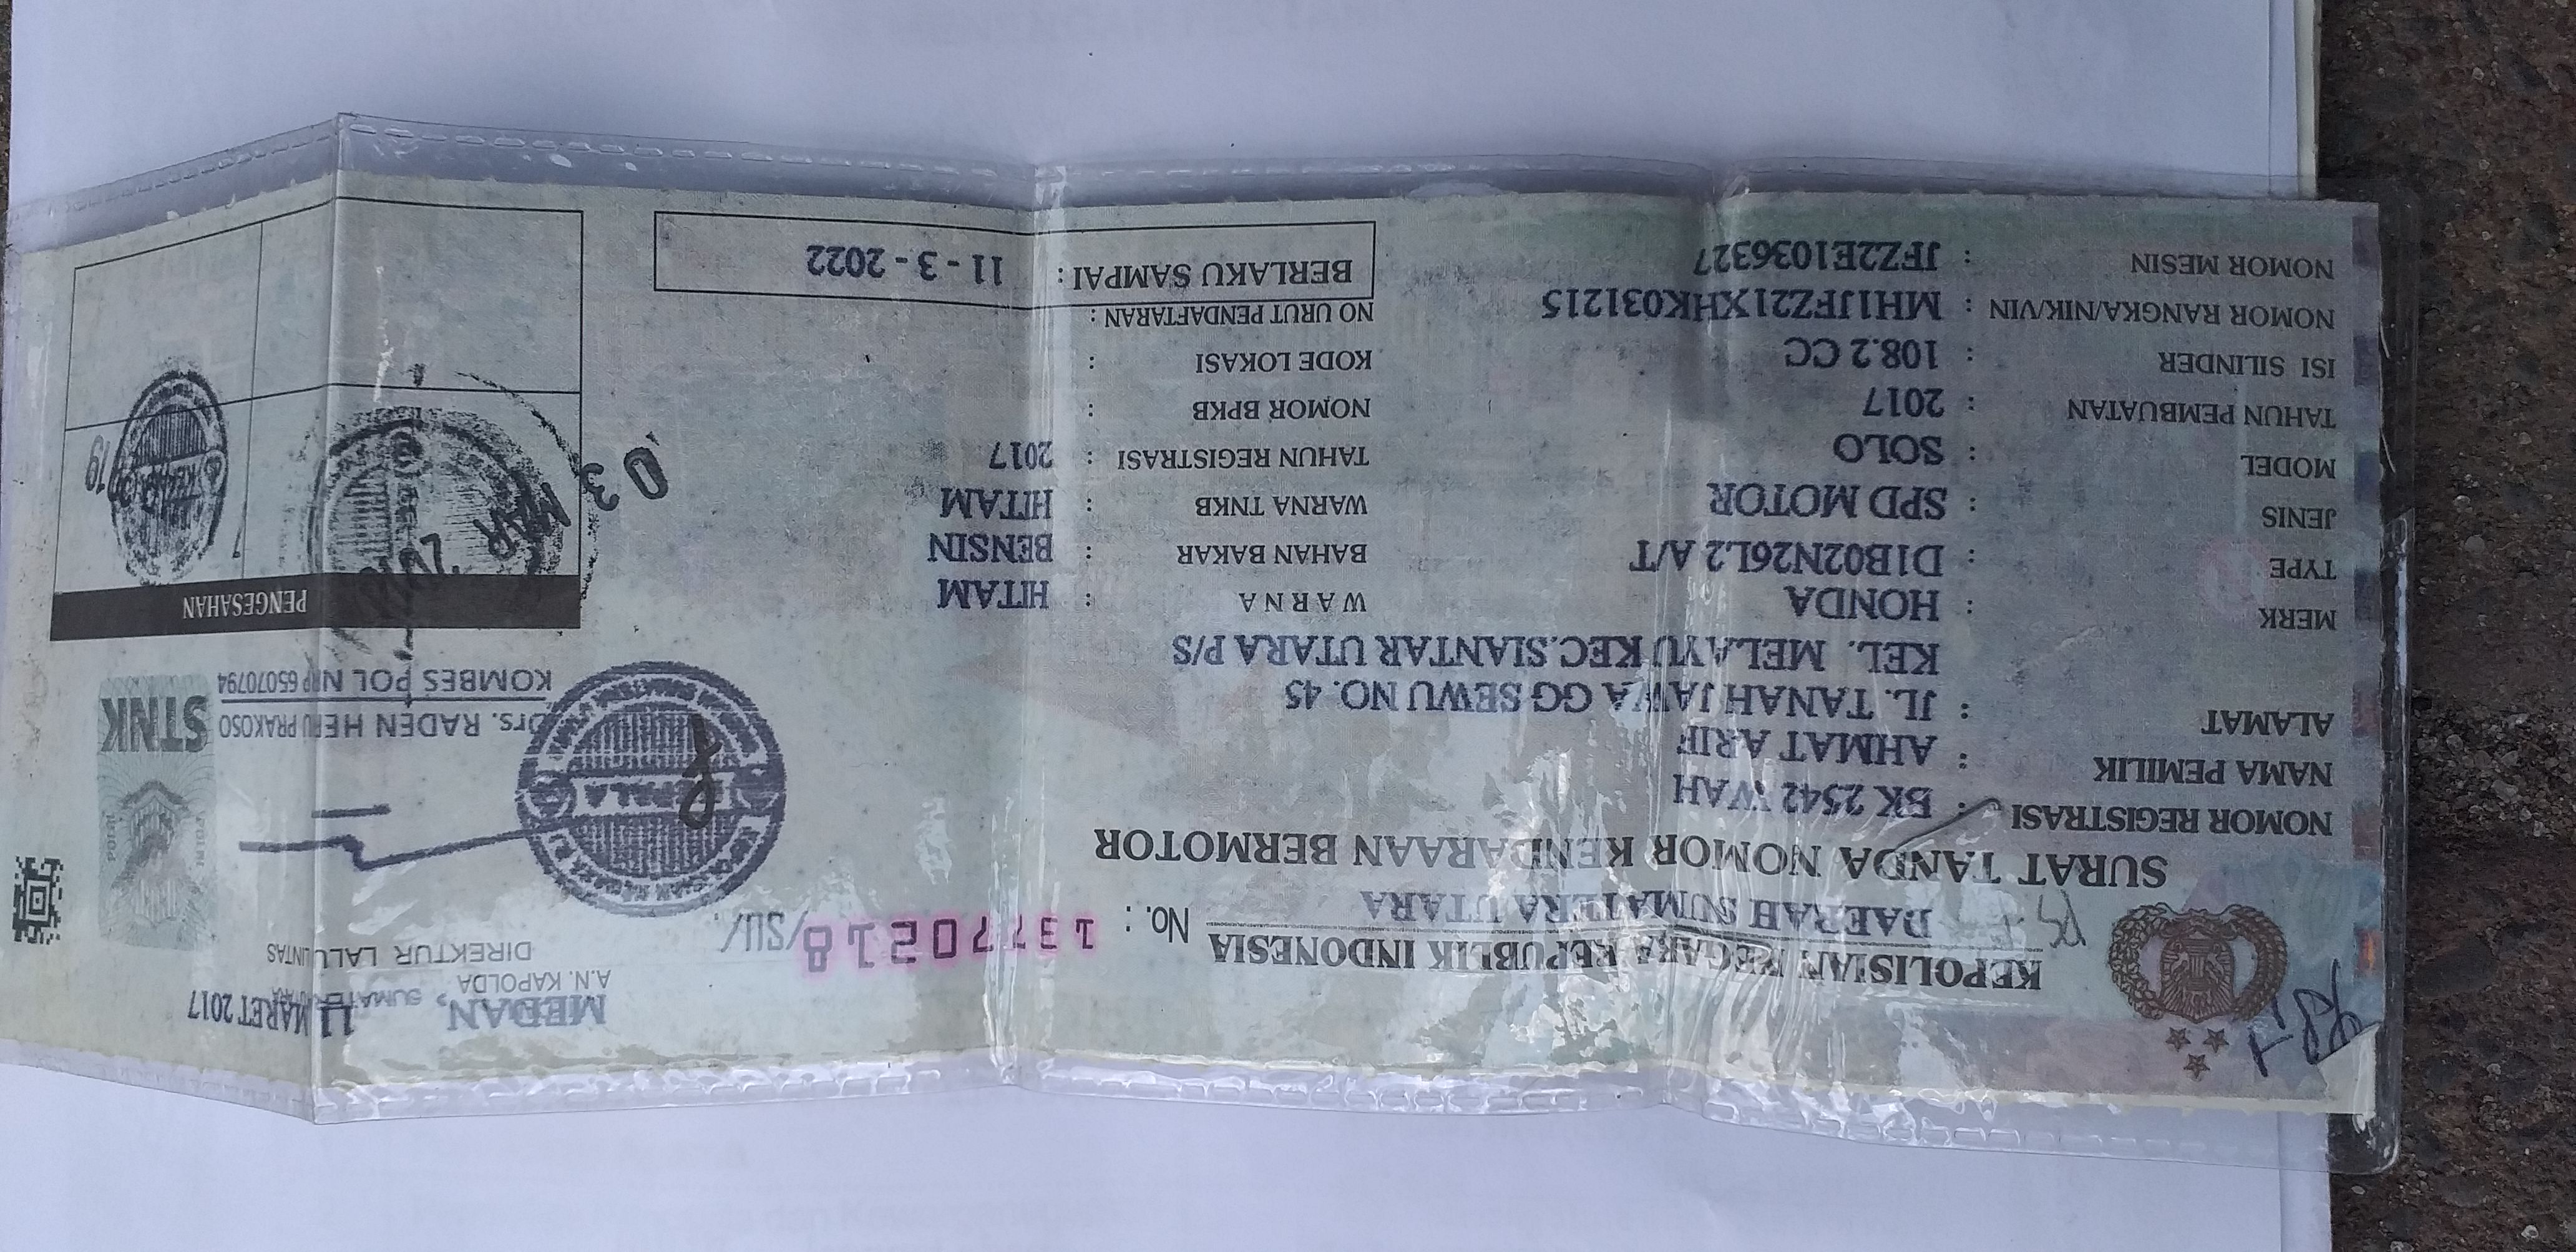 KEPOLISIAN NEGARA REPUBLIK INDONESIA
DAERAH SUMATERA UTARA
No. : 13770218/SU/.
SURAT TANDA NOMOR KENDARAAN BERMOTOR
NOMOR REGISTRASI : BK 2542 WAH
NAMA PEMILIK : AHMAT ARIF
ALAMAT : JL. TANAH JAWA GG SEWU NO. 45
KEL. MELAYU KEC.SIANTAR UTARA P/S
MERK : HONDA
TYPE : D1B02N26L2 A/T
JENIS : SPD MOTOR
MODEL : SOLO
TAHUN PEMBUATAN : 2017
ISI SILINDER : 108.2 CC
NOMOR RANGKA/NIK/VIN : MH1JFZ21XHK031215
NOMOR MESIN : JFZ2E1036327
WARNA : HITAM
BAHAN BAKAR : BENSIN
WARNA TNKB : HITAM
TAHUN REGISTRASI : 2017
NOMOR BPKB :
KODE LOKASI :
NO URUT PENDAFTARAN :
BERLAKU SAMPAI : 11 - 3 - 2022
MEDAN, 11 MARET 2017
A.N. KAPOLDA
DIREKTUR LALU LINTAS
Drs. RADEN HERU PRAKOSO
KOMBES POL NRP 65070794
POLRI
POLRI
STNK
PENGESAHAN
03 MAR